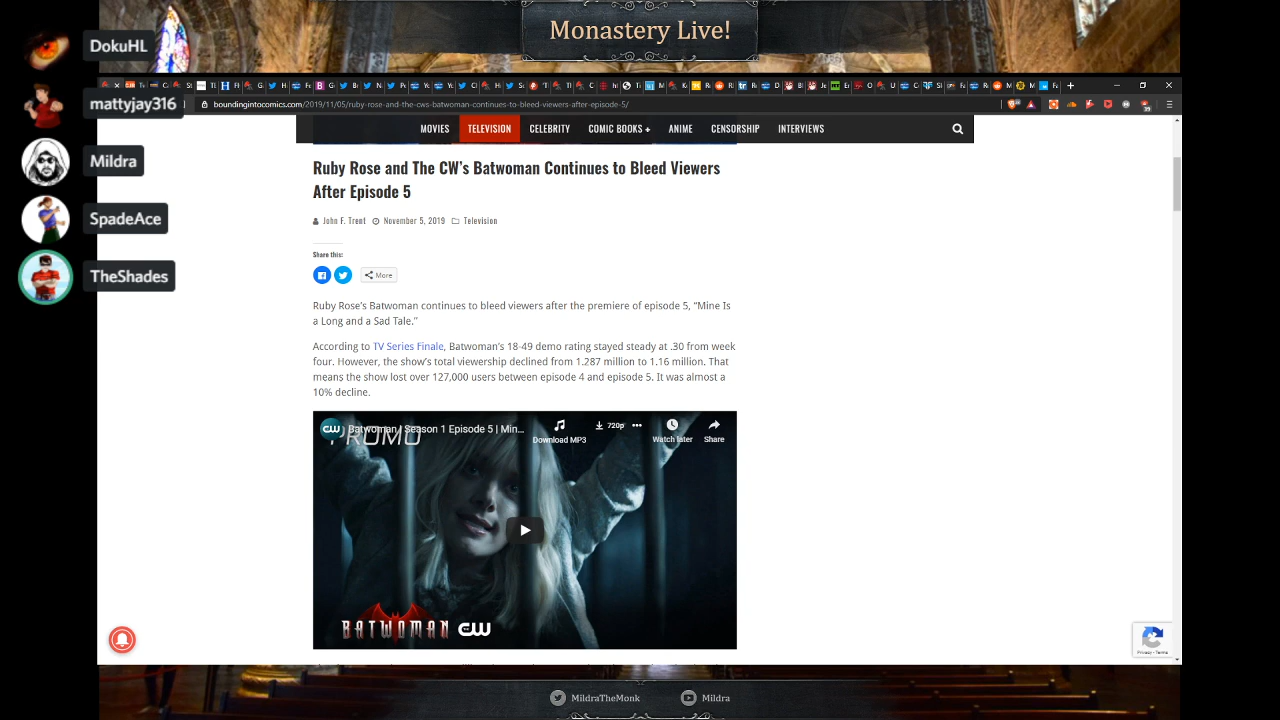 Monastery Live!
DokuHL
mattyjay316
Mildra
SpadeAce
TheShades
boundingintocomics.com/2019/11/05/ruby-rose-and-the-cws-batwoman-continues-to-bleed-viewers-after-episode-5/
MOVIES TELEVISION CELEBRITY COMIC BOOKS + ANIME CENSORSHIP INTERVIEWS
Ruby Rose and The CW’s Batwoman Continues to Bleed Viewers
After Episode 5
John F. Trent November 5, 2019 Television
Share this:
More
Ruby Rose’s Batwoman continues to bleed viewers after the premiere of episode 5, “Mine Is
a Long and a Sad Tale.”
According to TV Series Finale, Batwoman’s 18-49 demo rating stayed steady at .30 from week
four. However, the show’s total viewership declined from 1.287 million to 1.16 million. That
means the show lost over 127,000 users between episode 4 and episode 5. It was almost a
10% decline.
CW Batwoman | Season 1 Episode 5 | Min...
PROMO
Download MP3
720p
Watch later
Share
BATWOMAN CW
Privacy - Terms
MildraTheMonk Mildra